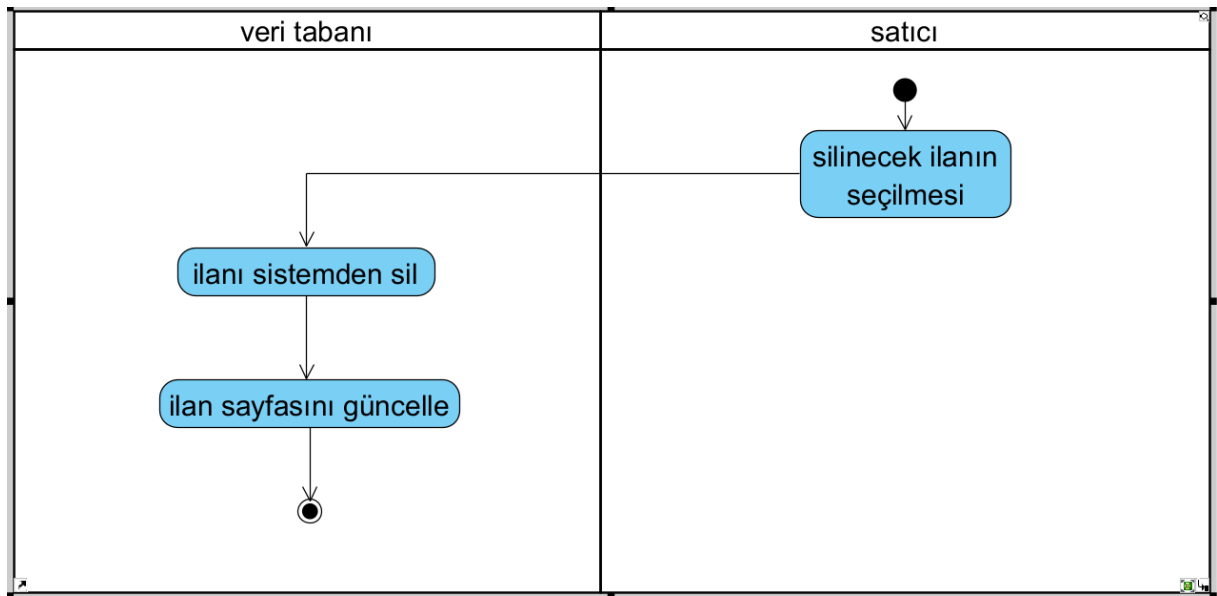 veri tabanı
satıcı
silinecek ilanın
seçilmesi
ilanı sistemden sil
ilan sayfasını güncelle